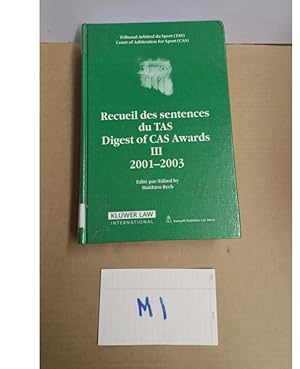 Tribunal Arbitral du Sport (TAS)
Court of Arbitration for Sport (CAS)
Recueil des sentences
du TAS
Digest of CAS Awards
III
2001–2003
Edité par/Edited by
Matthieu Reeb
KLUWER LAW
INTERNATIONAL
M1